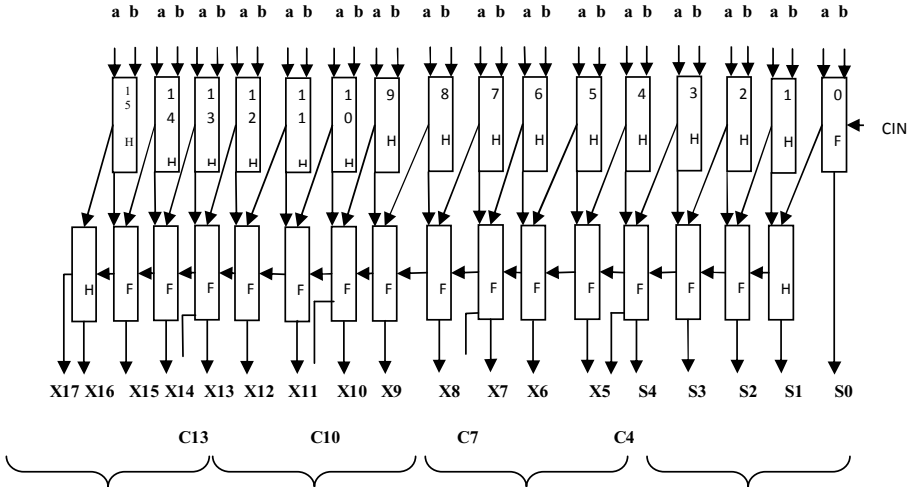 a b a b a b a b a b a b a b a b a b a b a b a b a b a b a b a b
15 14 13 12 11 10 9 8 7 6 5 4 3 2 1 0
H H H H H H H H H H H H H H H F CIN
H F F F F F F F F F F F F F F H
X17 X16 X15 X14 X13 X12 X11 X10 X9 X8 X7 X6 X5 S4 S3 S2 S1 S0
C13 C10 C7 C4